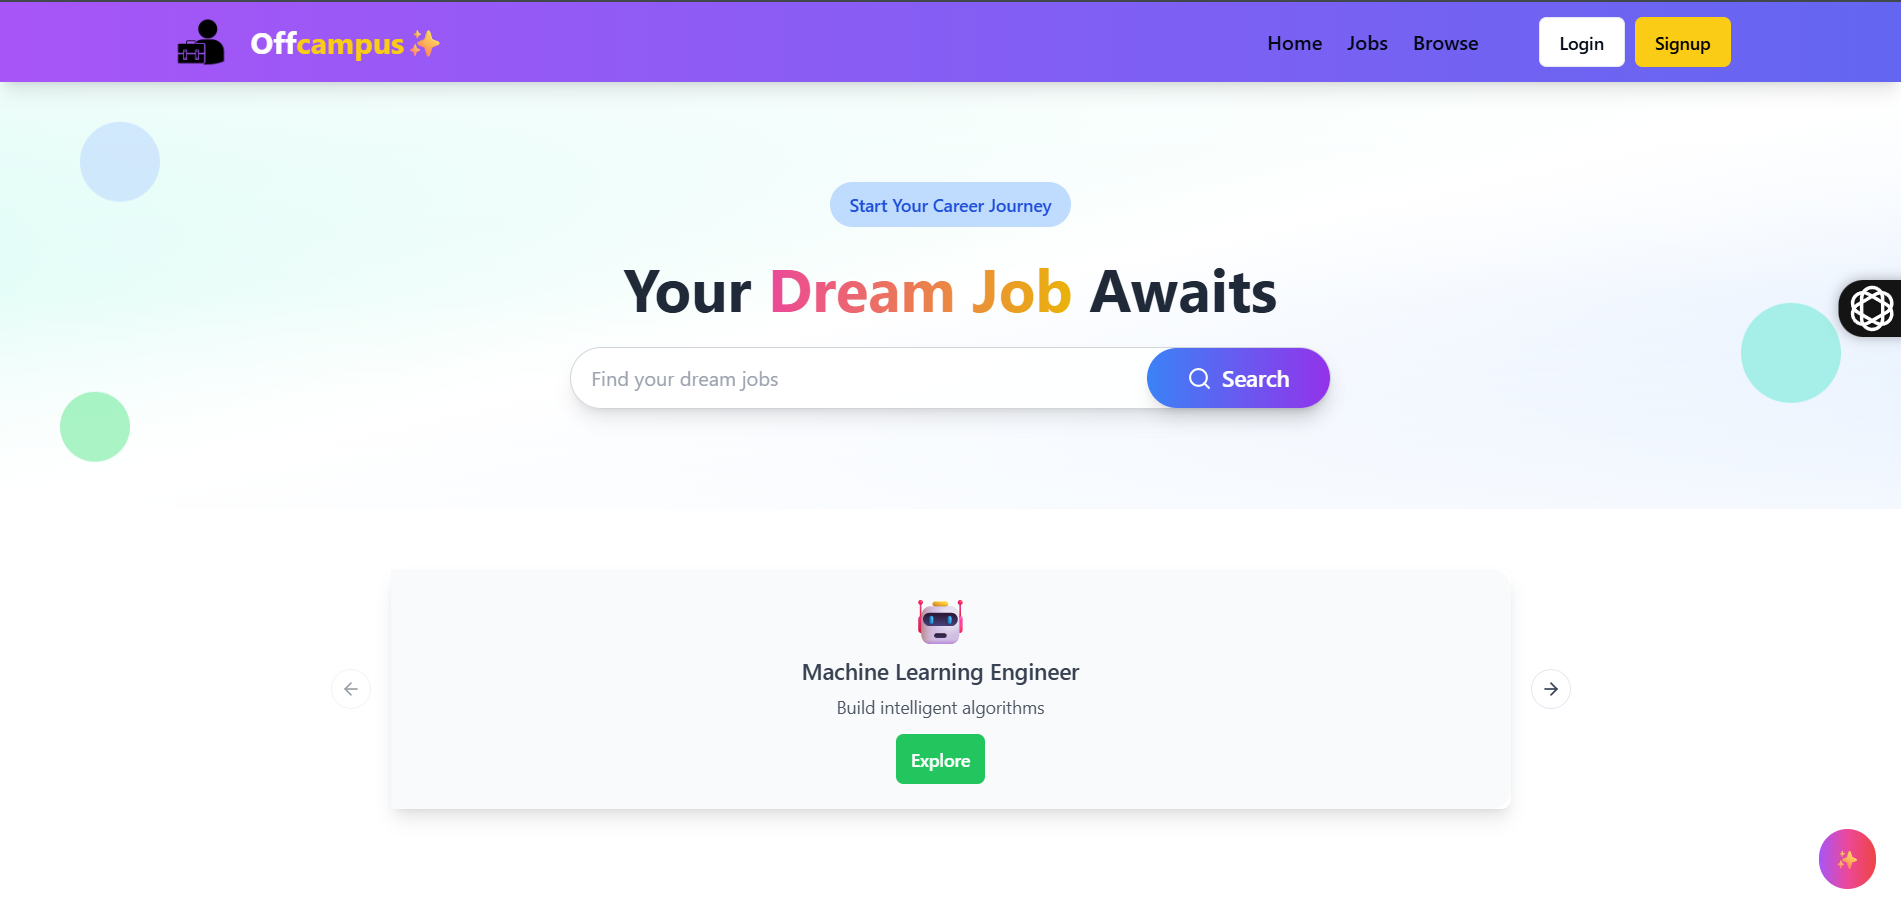 Offcampus✨
Home
Jobs
Browse
Login
Signup
Start Your Career Journey
Your Dream Job Awaits
Find your dream jobs
Search
Machine Learning Engineer
Build intelligent algorithms
Explore